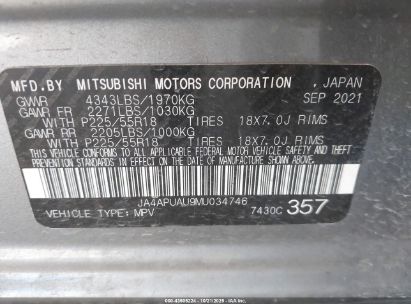 MFD.BY MITSUBISHI MOTORS CORPORATION , JAPAN
GVWR 4343LBS/1970KG SEP 2021
GAWR FR 2271LBS/1030KG
WITH P225/55R18 TIRES 18X7.0J RIMS
GAWR RR 2205LBS/1000KG
WITH P225/55R18 TIRES 18X7.0J RIMS
THIS VEHICLE CONFORMS TO ALL APPLICABLE FEDERAL MOTOR VEHICLE SAFETY AND THEFT
PREVENTION STANDARDS IN EFFECT ON THE DATE OF MANUFACTURE SHOWN ABOVE.
JA4APUAU9MU034746
VEHICLE TYPE: MPV 7430C 357